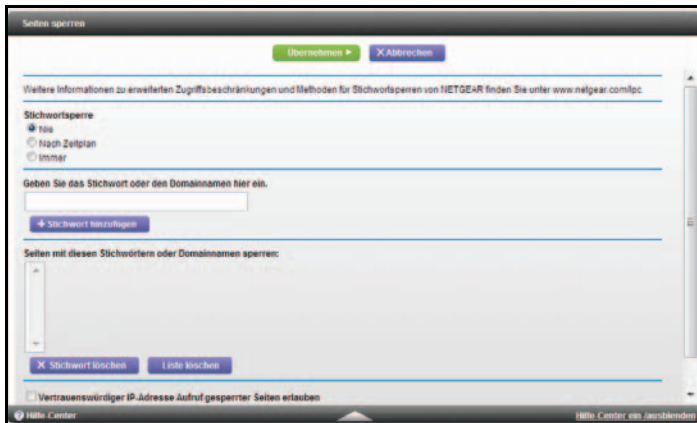 Seiten sperren
Übernehmen
X Abbrechen
Weitere Informationen zu erweiterten Zugriffsbeschränkungen und Methoden für Stichwortsperren von NETGEAR finden Sie unter www.netgear.com/lpc.
Stichwortsperre
Nie
Nach Zeitplan
Immer
Geben Sie das Stichwort oder den Domainnamen hier ein.
+ Stichwort hinzufügen
Seiten mit diesen Stichwörtern oder Domainnamen sperren:
X Stichwort löschen
Liste löschen
Vertrauenswürdiger IP-Adresse Aufruf gesperrter Seiten erlauben
Hilfe-Center
Hilfe-Center ein-/ausblenden